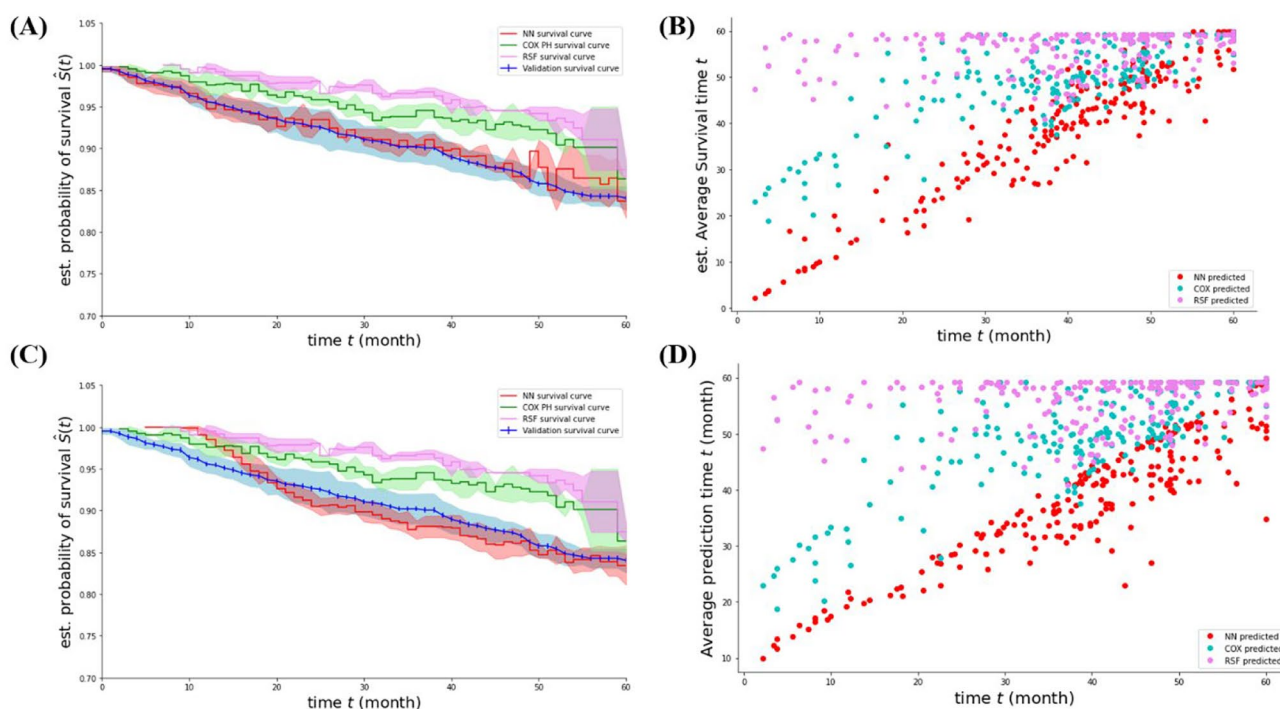 (A)
1.05
1.00
0.95
0.90
0.85
0.80
0.75
0.70
est. probability of survival Ŝ(t)
NN survival curve
COX PH survival curve
RSF survival curve
Validation survival curve
0 10 20 30 40 50 60
time t (month)
(B)
60
50
40
30
20
10
0
est. Average Survival time t
NN predicted
COX predicted
RSF predicted
0 10 20 30 40 50 60
time t (month)
(C)
1.05
1.00
0.95
0.90
0.85
0.80
0.75
0.70
est. probability of survival Ŝ(t)
NN survival curve
COX PH survival curve
RSF survival curve
Validation survival curve
0 10 20 30 40 50 60
time t (month)
(D)
60
50
40
30
20
10
Average prediction time t (month)
NN predicted
COX predicted
RSF predicted
0 10 20 30 40 50 60
time t (month)